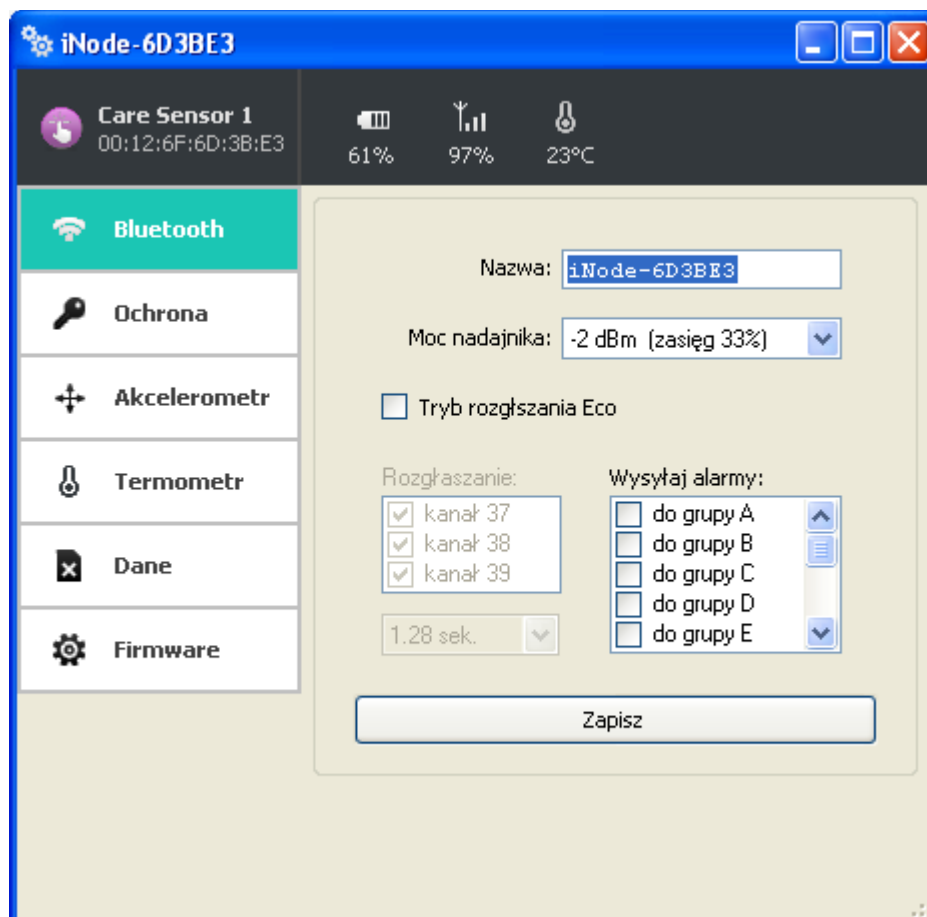 iNode-6D3BE3
Care Sensor 1
00:12:6F:6D:3B:E3
61% 97% 23°C
Bluetooth
Ochrona
Akcelerometr
Termometr
Dane
Firmware
Nazwa: iNode-6D3BE3
Moc nadajnika: -2 dBm (zasięg 33%)
Tryb rozgłszania Eco
Rozgłaszanie:
kanał 37
kanał 38
kanał 39
1.28 sek.
Wysyłaj alarmy:
do grupy A
do grupy B
do grupy C
do grupy D
do grupy E
Zapisz